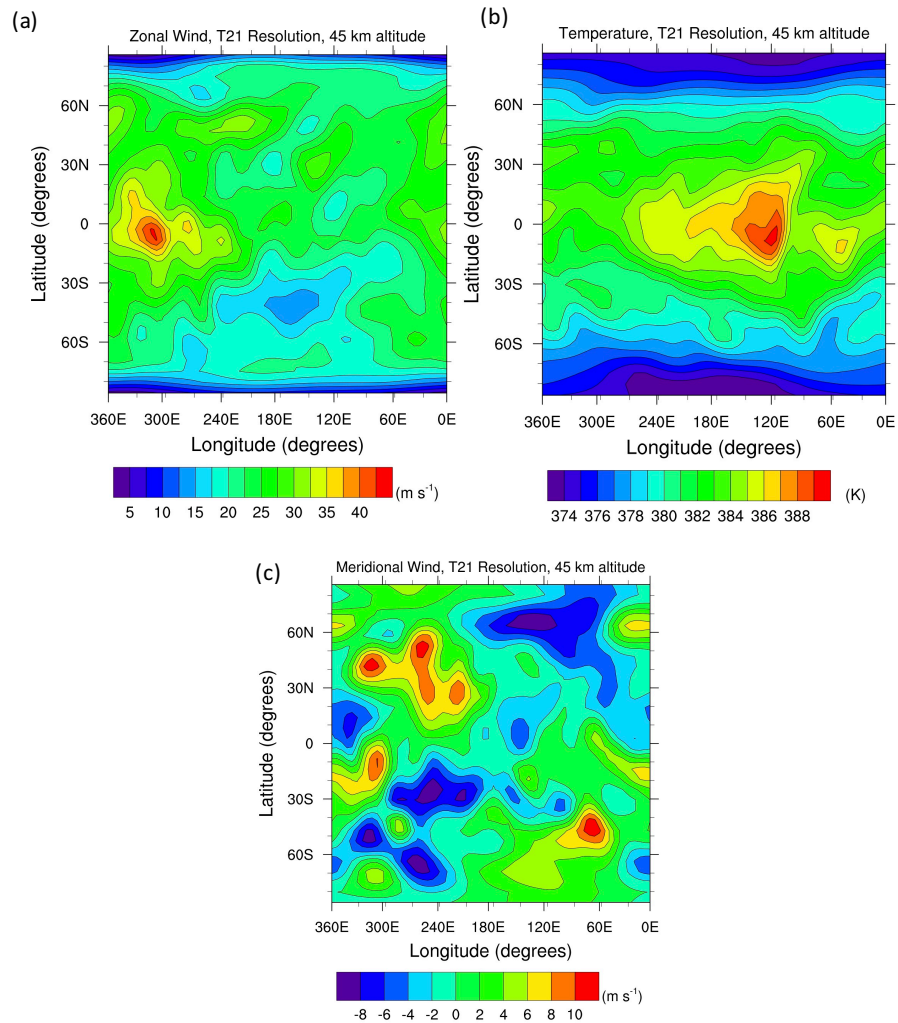 (a)
Zonal Wind, T21 Resolution, 45 km altitude
Latitude (degrees)
60N
30N
0
30S
60S
360E 300E 240E 180E 120E 60E 0E
Longitude (degrees)
5 10 15 20 25 30 35 40 (m s-1)
(b)
Temperature, T21 Resolution, 45 km altitude
Latitude (degrees)
60N
30N
0
30S
60S
360E 300E 240E 180E 120E 60E 0E
Longitude (degrees)
374 376 378 380 382 384 386 388 (K)
(c)
Meridional Wind, T21 Resolution, 45 km altitude
Latitude (degrees)
60N
30N
0
30S
60S
360E 300E 240E 180E 120E 60E 0E
Longitude (degrees)
-8 -6 -4 -2 0 2 4 6 8 10 (m s-1)